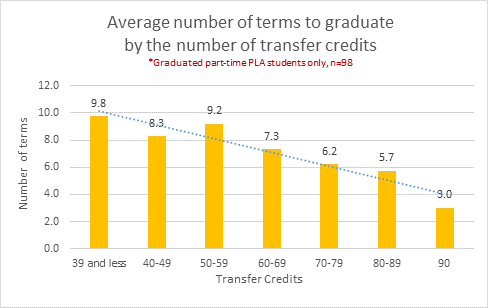 Average number of terms to graduate
by the number of transfer credits
*Graduated part-time PLA students only, n=98
Number of terms
12.0
10.0
8.0
6.0
4.0
2.0
0.0
9.8
8.3
9.2
7.3
6.2
5.7
3.0
39 and less 40-49 50-59 60-69 70-79 80-89 90
Transfer Credits